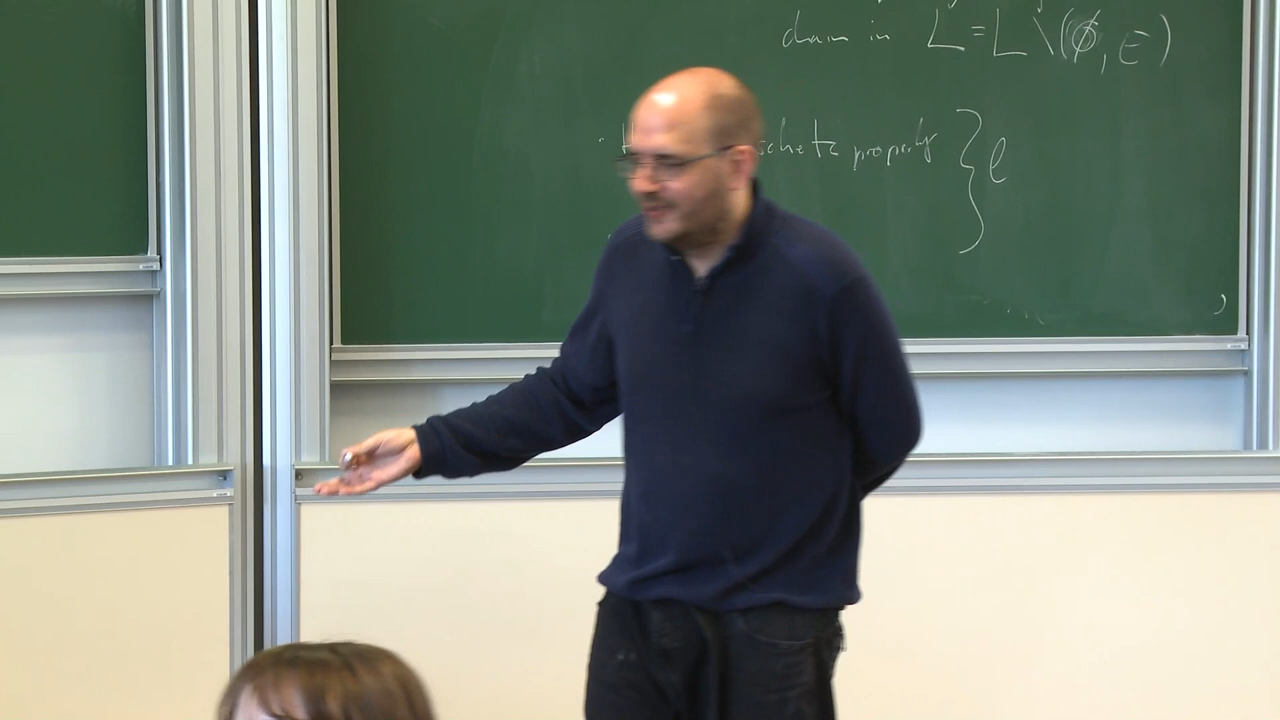 chain in L = L \ (∅, E)
schetz property } e